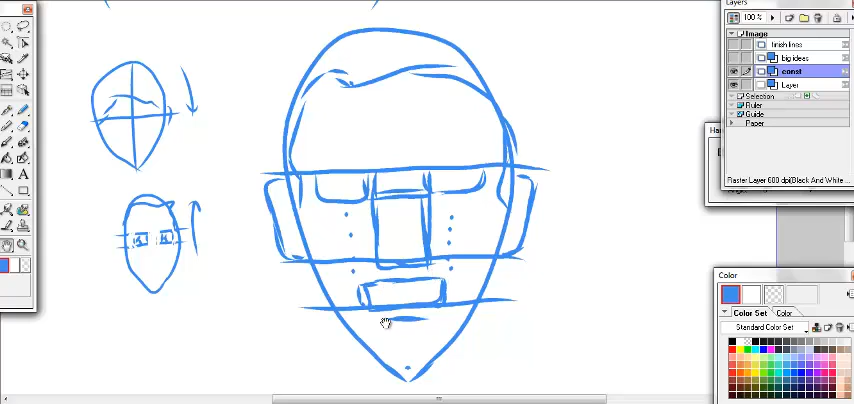 Layers
100 %
Image
finish lines
big ideas
const
Layer
Selection
Ruler
Guide
Paper
Raster Layer 600 dpi(Black And White ...
Color
Color Set
Color
Standard Color Set